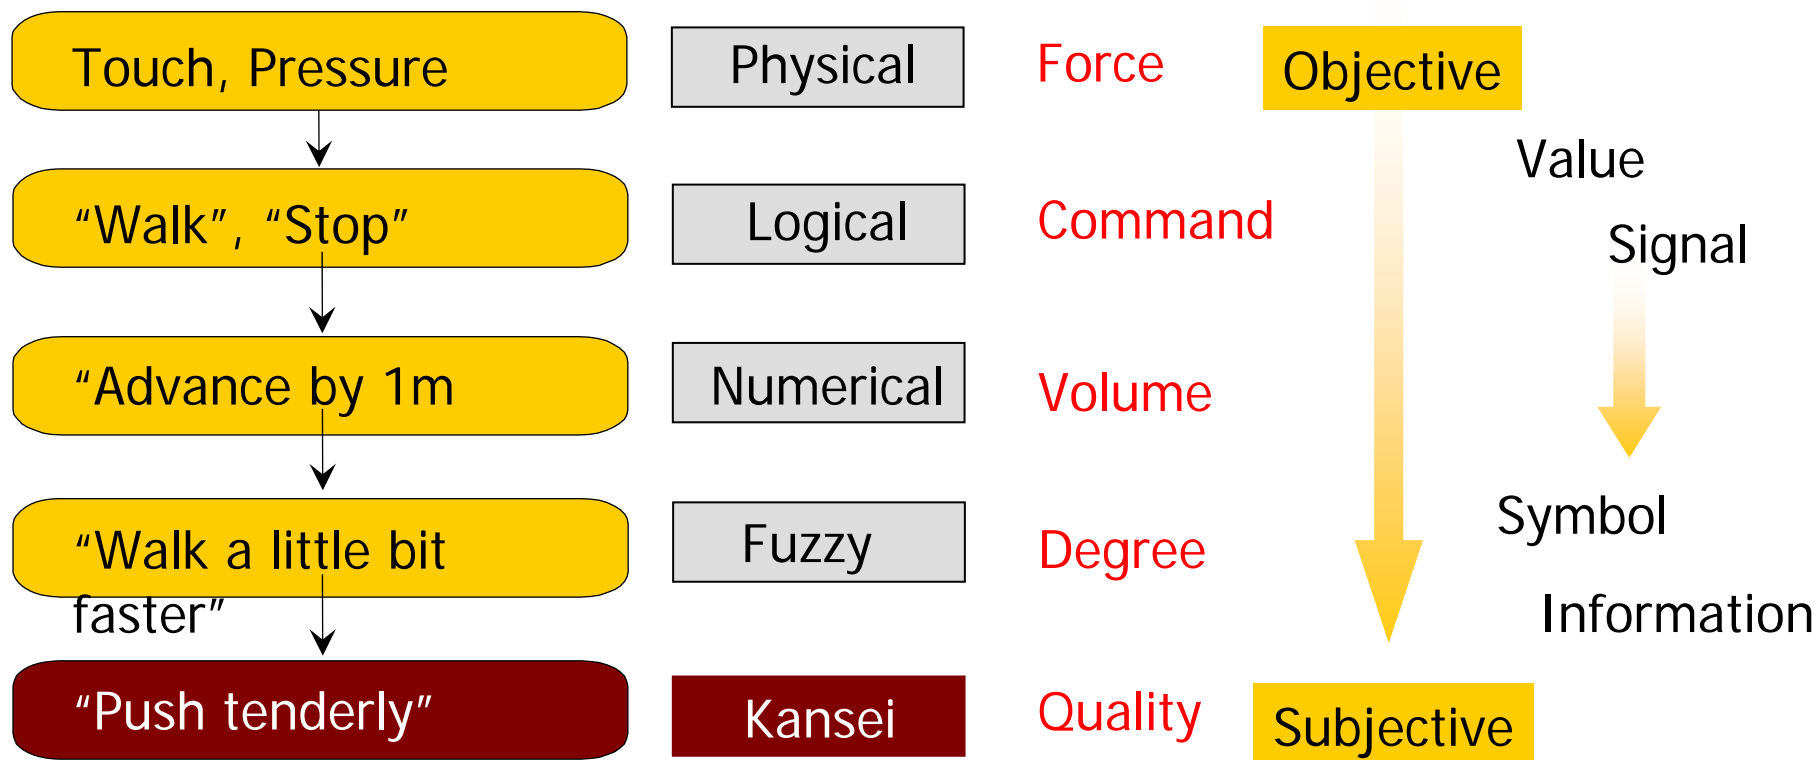 Touch, Pressure
Physical
Force
Objective
Value
“Walk”, “Stop”
Logical
Command
Signal
“Advance by 1m
Numerical
Volume
“Walk a little bit
faster”
Fuzzy
Degree
Symbol
Information
“Push tenderly”
Kansei
Quality
Subjective